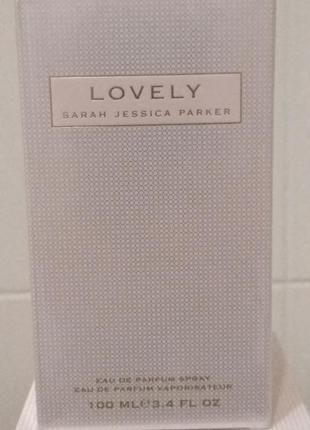 LOVELY
SARAH JESSICA PARKER
EAU DE PARFUM SPRAY
EAU DE PARFUM VAPORISATEUR
100 ML℮3.4 FL OZ